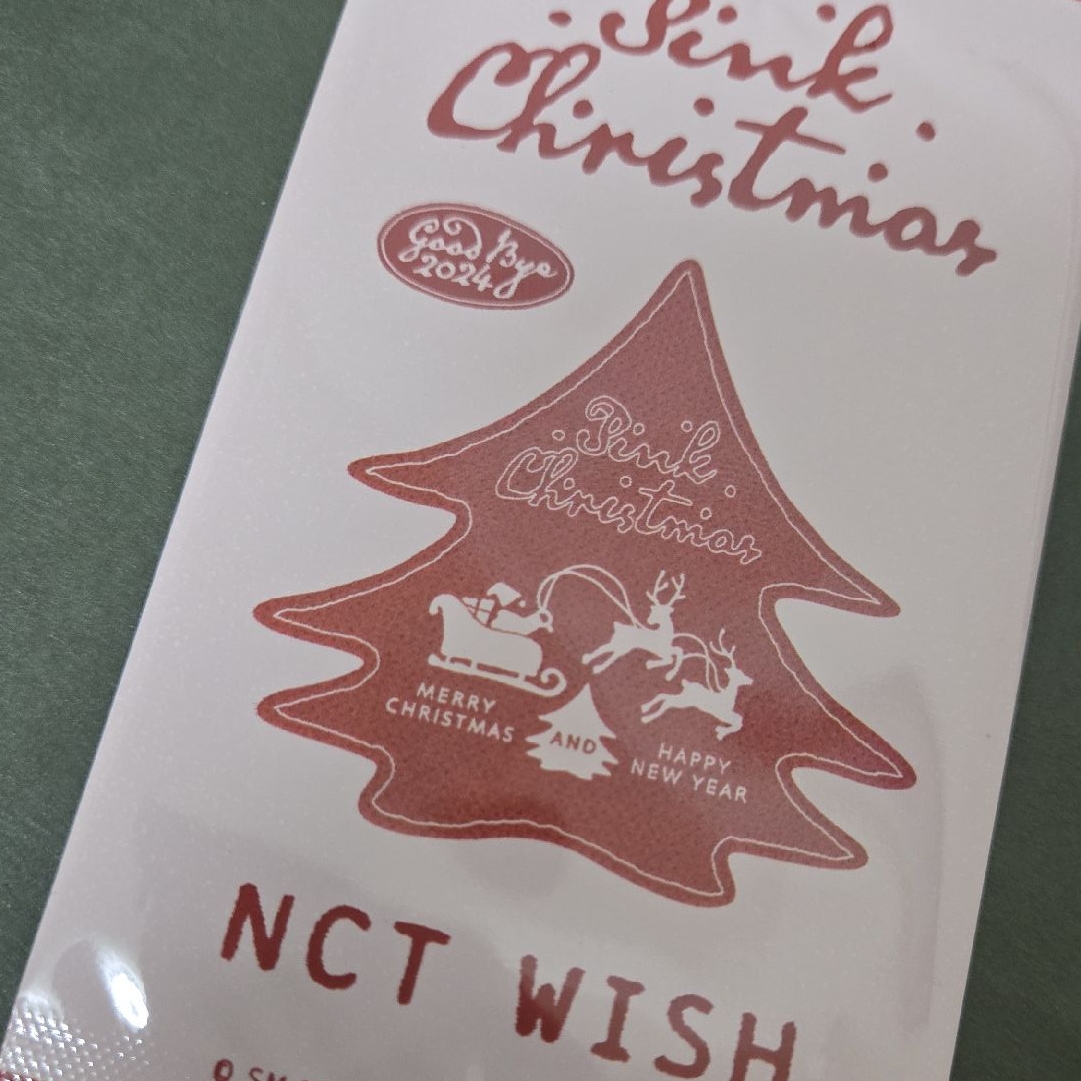 Pink
Christmas
Good Bye
2024
Pink
Christmas
MERRY
CHRISTMAS
AND
HAPPY
NEW YEAR
NCT WISH